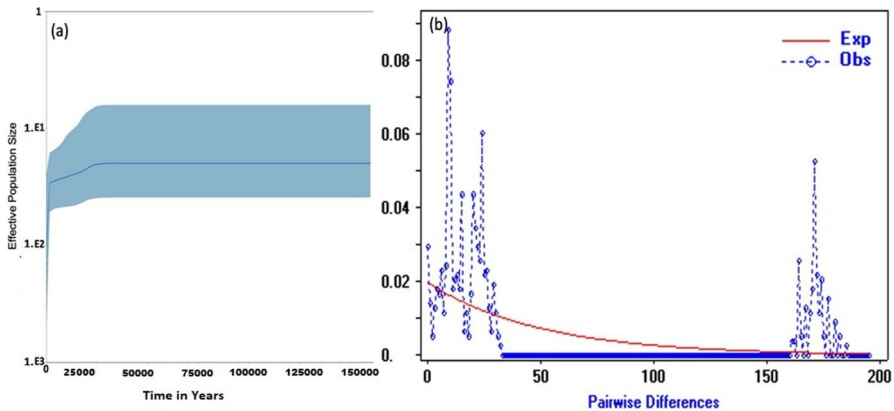 (a)
1
1.E1
1.E2
1.E3
Effective Population Size
0
25000
50000
75000
100000
125000
150000
Time in Years
(b)
Exp
Obs
0.08
0.06
0.04
0.02
0.
0
50
100
150
200
Pairwise Differences